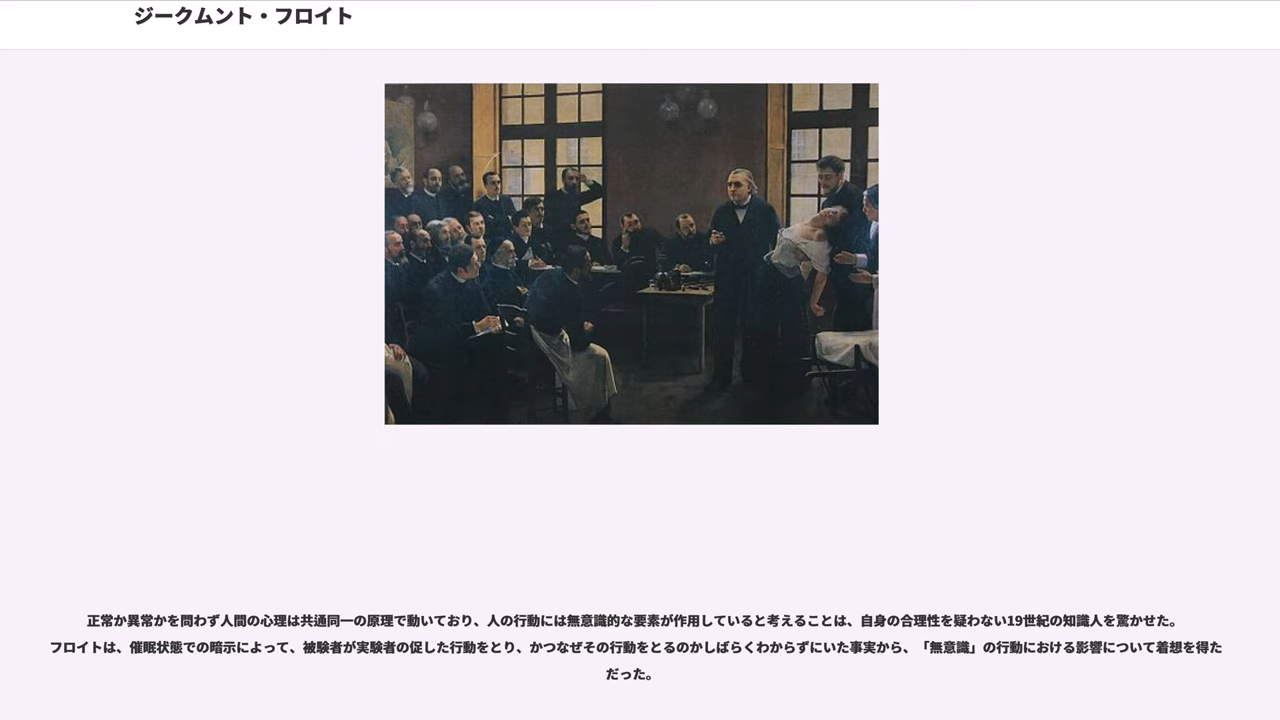 ジークムント・フロイト
正常か異常かを問わず人間の心理は共通同一の原理で動いており、人の行動には無意識的な要素が作用していると考えることは、自身の合理性を疑わない19世紀の知識人を驚かせた。
フロイトは、催眠状態での暗示によって、被験者が実験者の促した行動をとり、かつなぜその行動をとるのかしばらくわからずにいた事実から、「無意識」の行動における影響について着想を得た
だった。